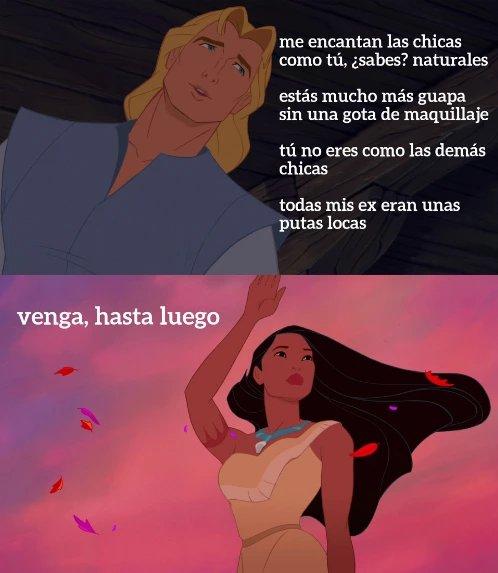 me encantan las chicas
como tú, ¿sabes? naturales
estás mucho más guapa
sin una gota de maquillaje
tú no eres como las demás
chicas
todas mis ex eran unas
putas locas
venga, hasta luego